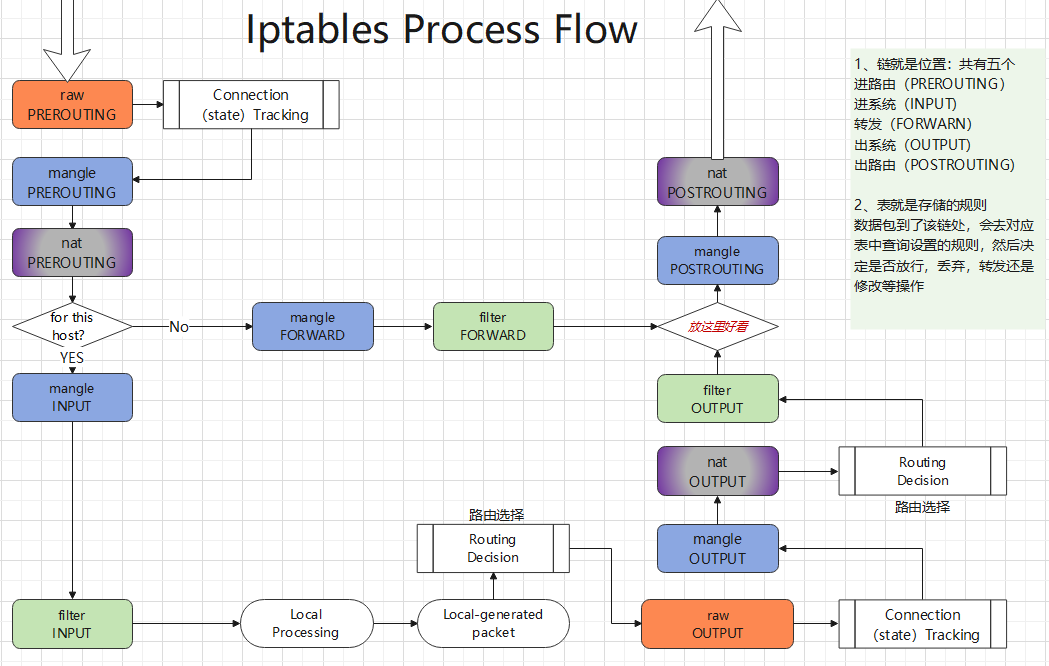 Iptables Process Flow
raw
PREROUTING
Connection
(state) Tracking
mangle
PREROUTING
nat
PREROUTING
for this
host?
No
YES
mangle
FORWARD
filter
FORWARD
放这里好看
mangle
INPUT
filter
INPUT
Local
Processing
Local-generated
packet
路由选择
Routing
Decision
raw
OUTPUT
Connection
(state) Tracking
mangle
OUTPUT
nat
OUTPUT
Routing
Decision
路由选择
filter
OUTPUT
mangle
POSTROUTING
nat
POSTROUTING
1、链就是位置：共有五个
进路由（PREROUTING）
进系统（INPUT)
转发（FORWARN）
出系统（OUTPUT)
出路由（POSTROUTING)
2、表就是存储的规则
数据包到了该链处，会去对应
表中查询设置的规则，然后决
定是否放行，丢弃，转发还是
修改等操作